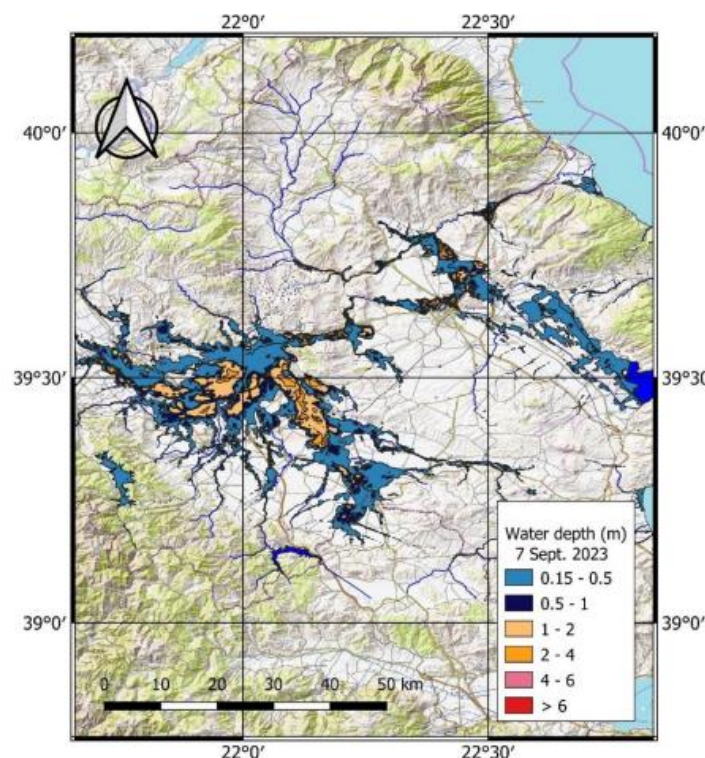 22°0′ 22°30′
40°0′ 40°0′
39°30′ 39°30′
39°0′ 39°0′
Water depth (m)
7 Sept. 2023
0.15 - 0.5
0.5 - 1
1 - 2
2 - 4
4 - 6
> 6
0 10 20 30 40 50 km
22°0′ 22°30′